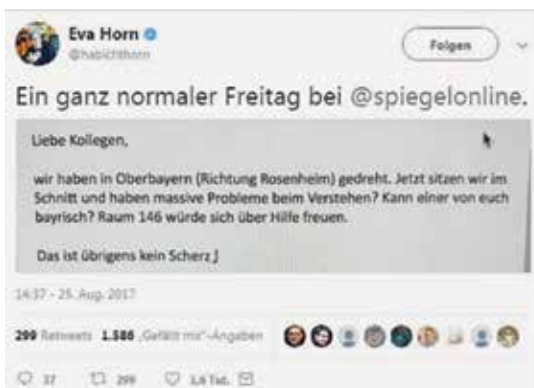 Eva Horn
@habichthorn
Folgen
Ein ganz normaler Freitag bei @spiegelonline.
Liebe Kollegen,
wir haben in Oberbayern (Richtung Rosenheim) gedreht. Jetzt sitzen wir im
Schnitt und haben massive Probleme beim Verstehen? Kann einer von euch
bayrisch? Raum 146 würde sich über Hilfe freuen.
Das ist übrigens kein Scherz J
14:37 - 25. Aug. 2017
299 Retweets 1.586 „Gefällt mir“-Angaben
37 299 1,6 Tsd.